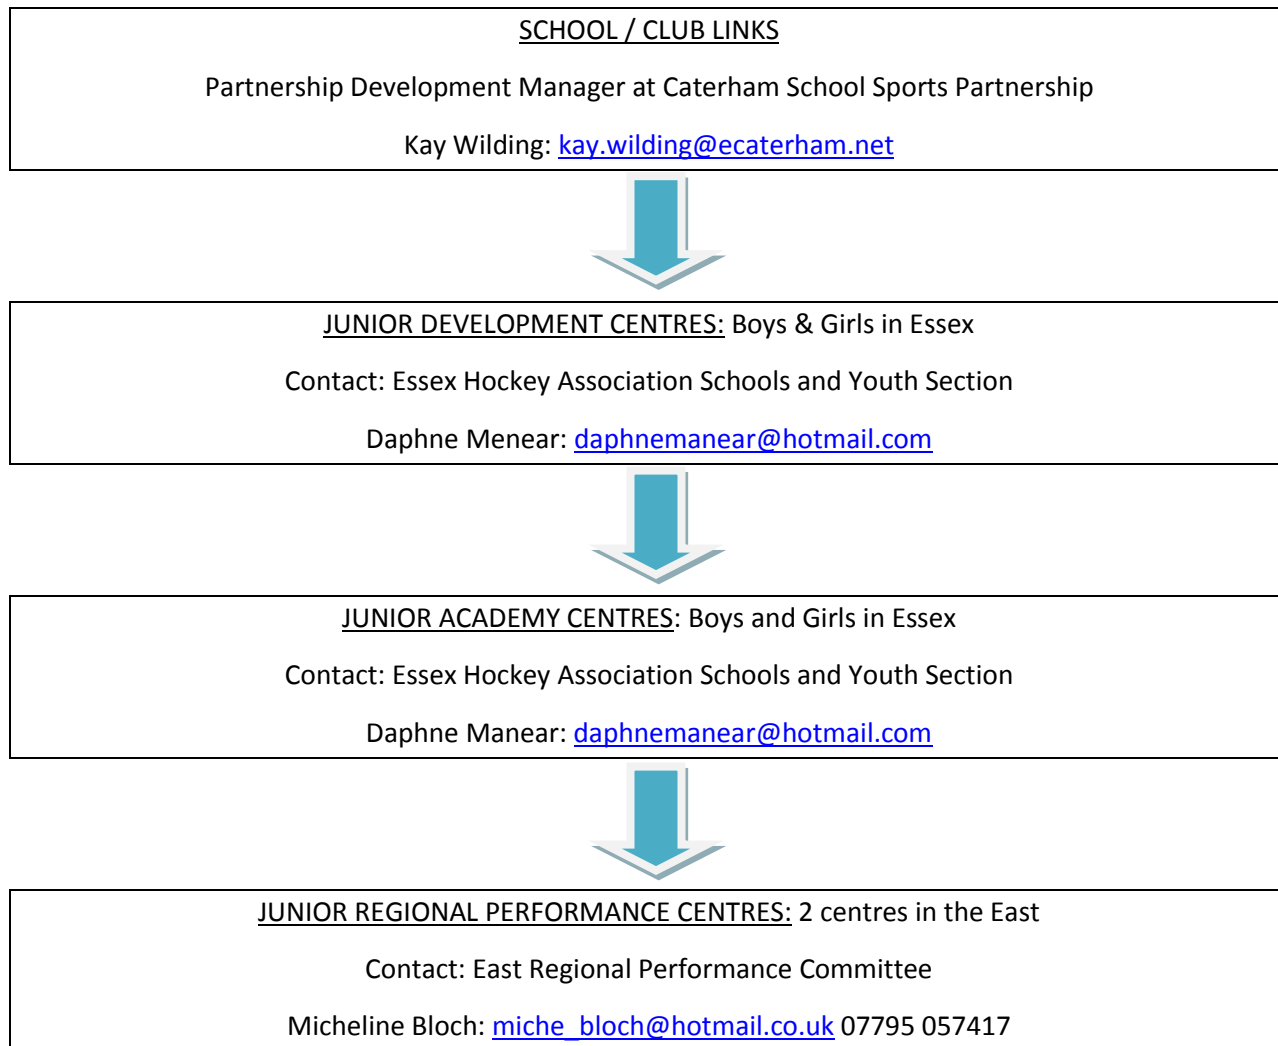 SCHOOL / CLUB LINKS
Partnership Development Manager at Caterham School Sports Partnership
Kay Wilding: kay.wilding@ecaterham.net
JUNIOR DEVELOPMENT CENTRES: Boys & Girls in Essex
Contact: Essex Hockey Association Schools and Youth Section
Daphne Menear: daphnemanear@hotmail.com
JUNIOR ACADEMY CENTRES: Boys and Girls in Essex
Contact: Essex Hockey Association Schools and Youth Section
Daphne Manear: daphnemanear@hotmail.com
JUNIOR REGIONAL PERFORMANCE CENTRES: 2 centres in the East
Contact: East Regional Performance Committee
Micheline Bloch: miche_bloch@hotmail.co.uk 07795 057417